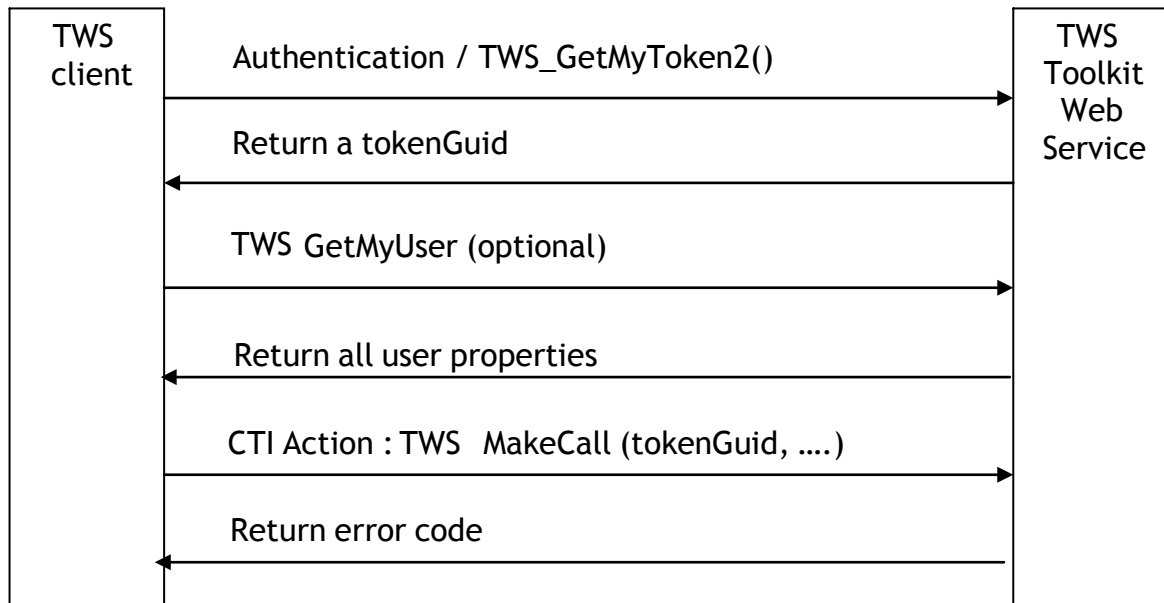 TWS
client
Authentication / TWS_GetMyToken2()
TWS
Toolkit
Web
Service
Return a tokenGuid
TWS GetMyUser (optional)
Return all user properties
CTI Action : TWS MakeCall (tokenGuid, ....)
Return error code